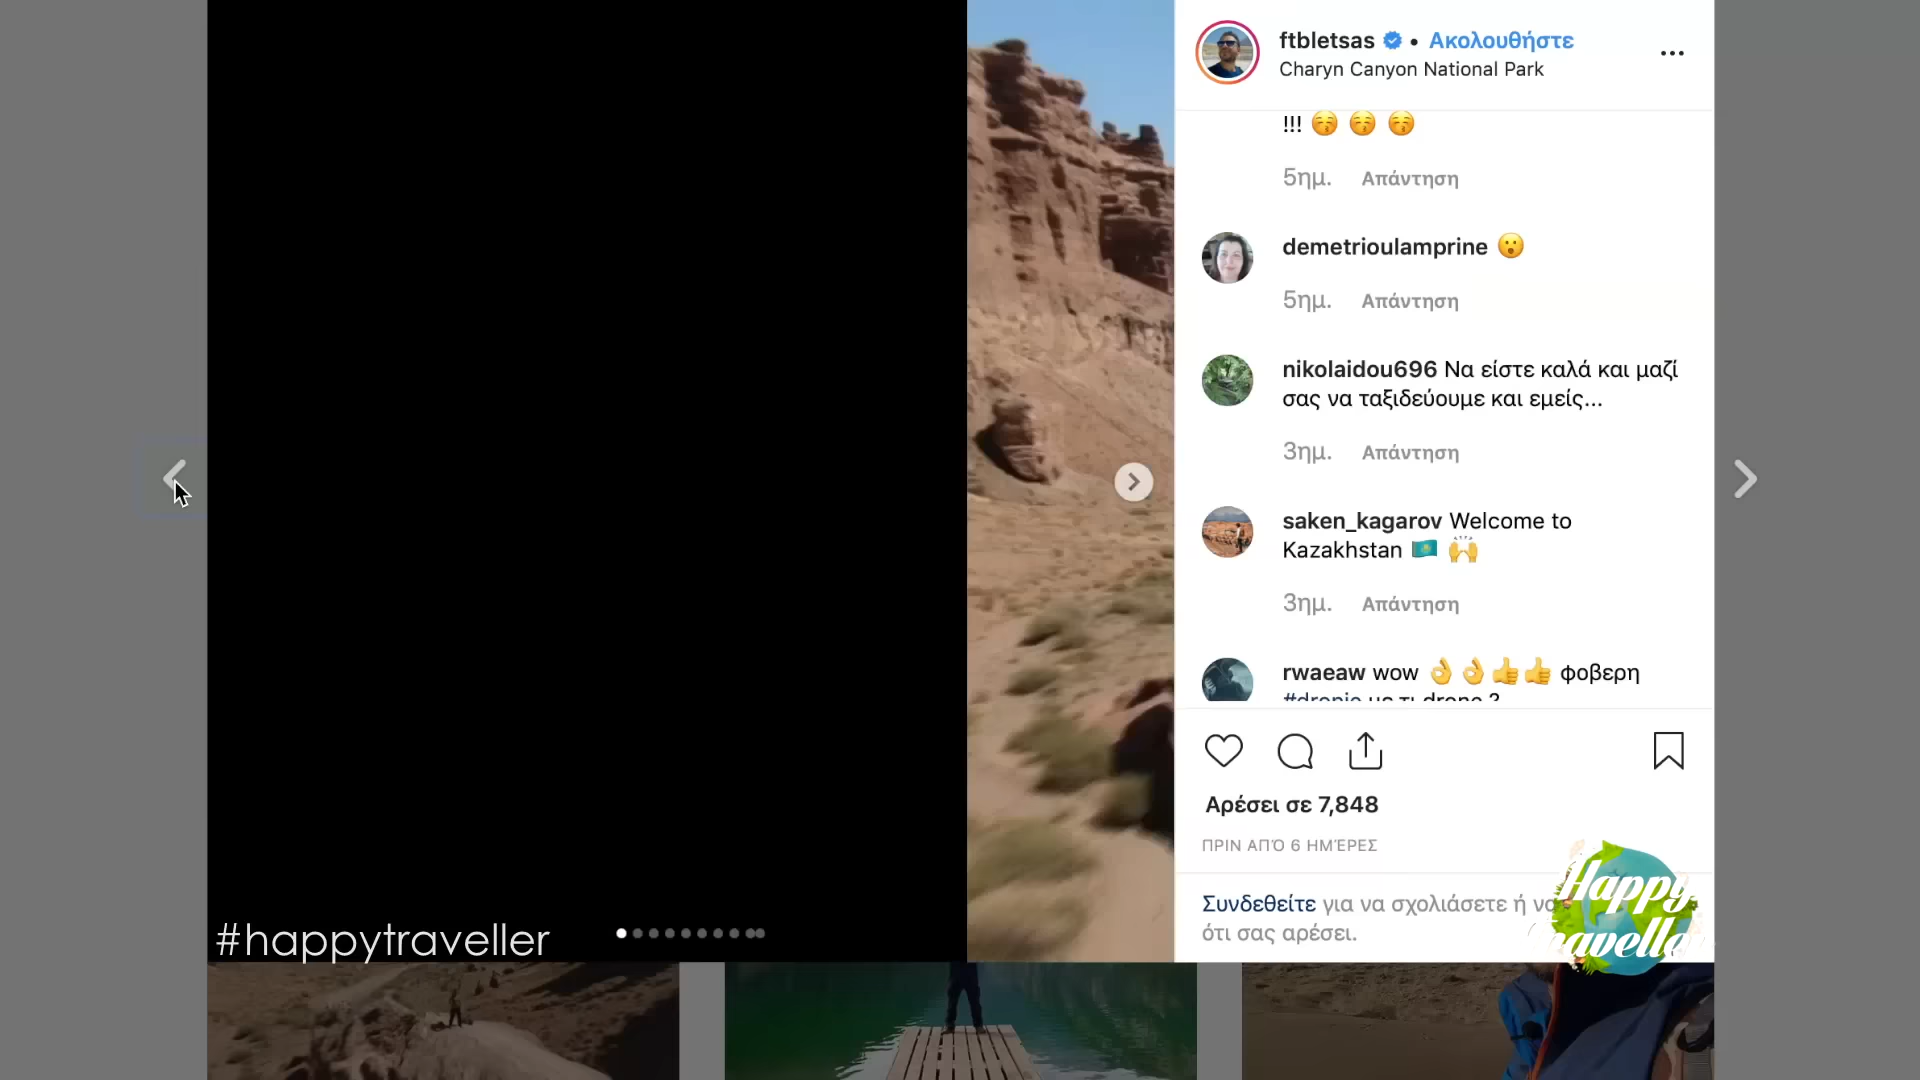 ftbletsas • Ακολουθήστε
Charyn Canyon National Park
!!!
5ημ. Απάντηση
demetrioulamprine
5ημ. Απάντηση
nikolaidou696 Να είστε καλά και μαζί
σας να ταξιδεύουμε και εμείς...
3ημ. Απάντηση
saken_kagarov Welcome to
Kazakhstan
3ημ. Απάντηση
rwaeaw wow φοβερη
#dronie με τι drone ?
Αρέσει σε 7,848
ΠΡΙΝ ΑΠΌ 6 ΗΜΈΡΕΣ
Συνδεθείτε για να σχολιάσετε ή
ότι σας αρέσει.
#happytraveller
Happy
Traveller